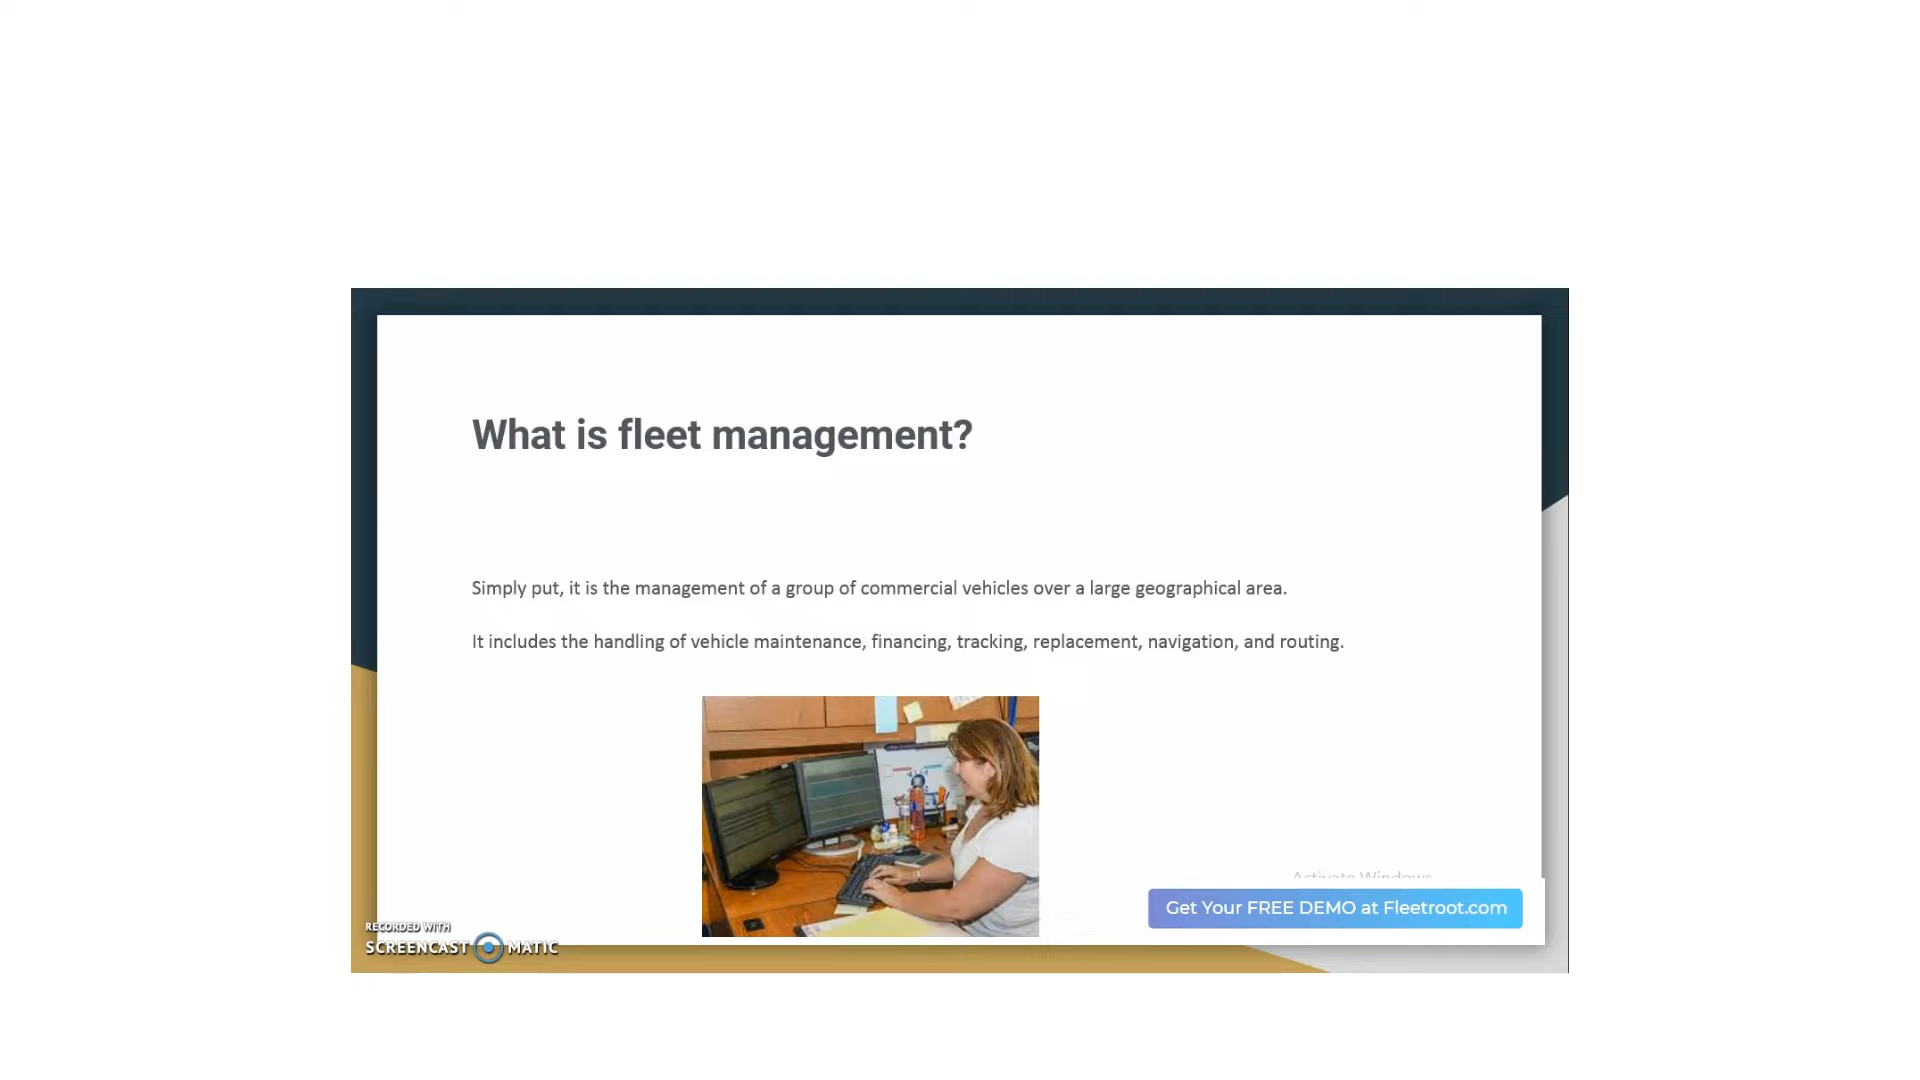 What is fleet management?
Simply put, it is the management of a group of commercial vehicles over a large geographical area.
It includes the handling of vehicle maintenance, financing, tracking, replacement, navigation, and routing.
Activate Windows
Get Your FREE DEMO at Fleetroot.com
RECORDED WITH
SCREENCAST MATIC